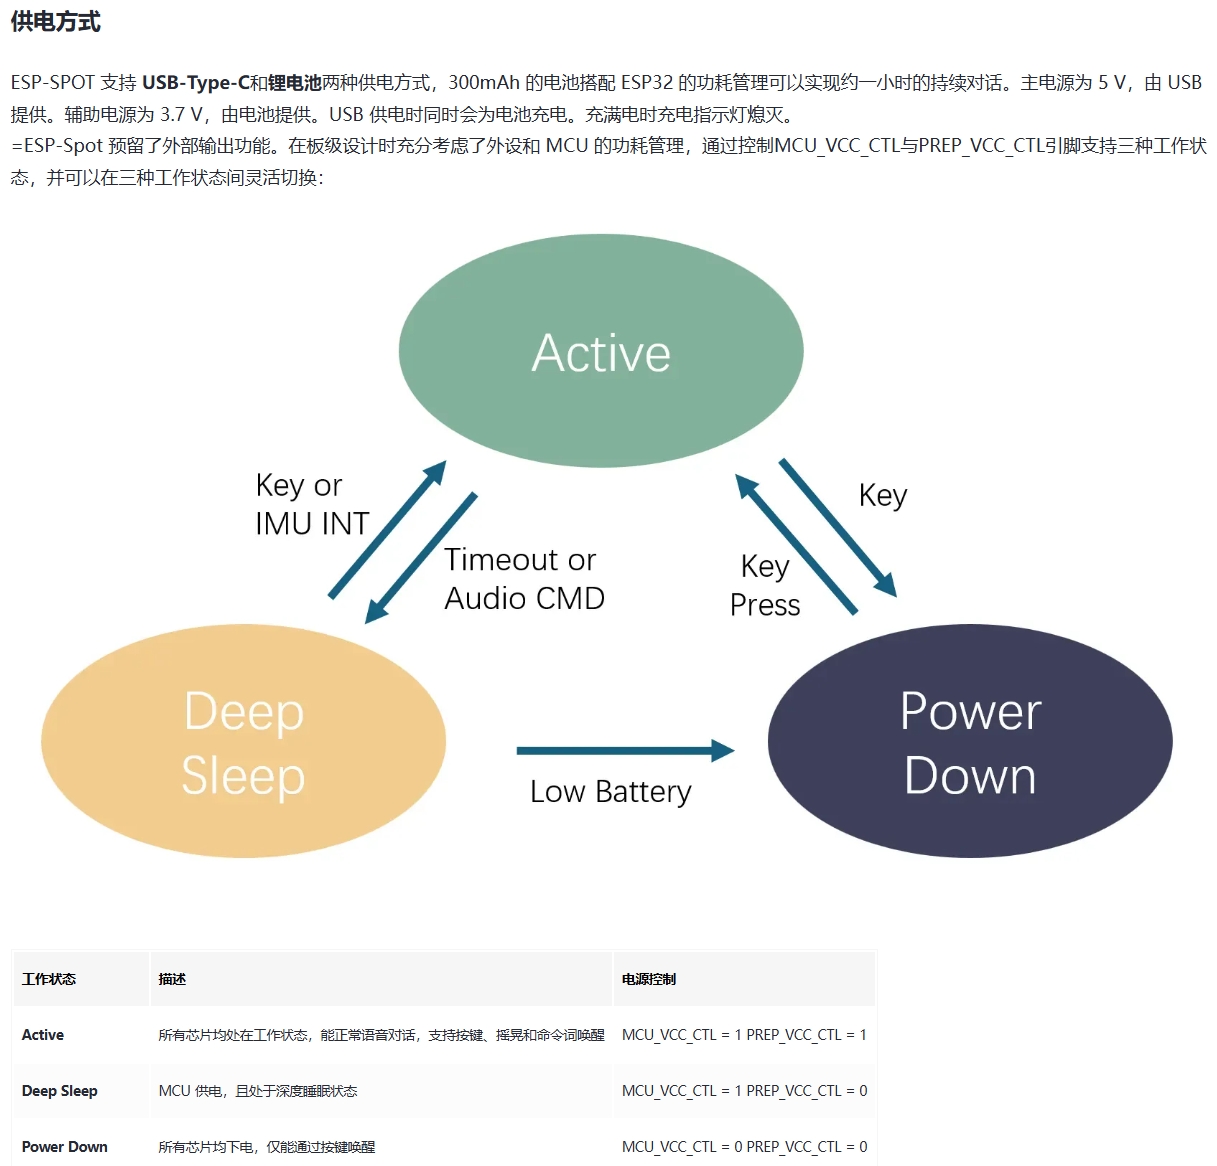 供电方式
ESP-SPOT 支持 USB-Type-C和锂电池两种供电方式，300mAh 的电池搭配 ESP32 的功耗管理可以实现约一小时的持续对话。主电源为 5 V，由 USB
提供。辅助电源为 3.7 V，由电池提供。USB 供电时同时会为电池充电。充满电时充电指示灯熄灭。
=ESP-Spot 预留了外部输出功能。在板级设计时充分考虑了外设和 MCU 的功耗管理，通过控制MCU_VCC_CTL与PREP_VCC_CTL引脚支持三种工作状
态，并可以在三种工作状态间灵活切换：
Active
Key or
IMU INT
Timeout or
Audio CMD
Key
Key
Press
Deep
Sleep
Low Battery
Power
Down
工作状态 描述 电源控制
Active 所有芯片均处在工作状态，能正常语音对话，支持按键、摇晃和命令词唤醒 MCU_VCC_CTL = 1 PREP_VCC_CTL = 1
Deep Sleep MCU 供电，且处于深度睡眠状态 MCU_VCC_CTL = 1 PREP_VCC_CTL = 0
Power Down 所有芯片均下电，仅能通过按键唤醒 MCU_VCC_CTL = 0 PREP_VCC_CTL = 0